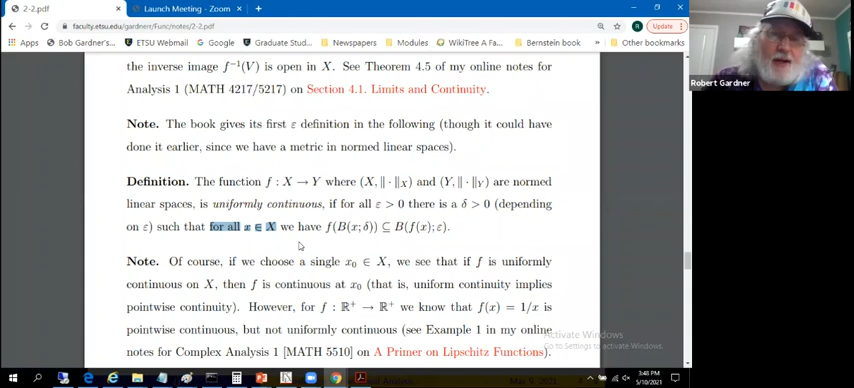 2-2.pdf
Launch Meeting - Zoom
faculty.etsu.edu/gardnerr/Func/notes/2-2.pdf
Update
Apps
Bob Gardner's...
ETSU Webmail
Google
Graduate Stud...
Newspapers
Modules
WikiTree A Fa...
Bernstein book
Other bookmarks
the inverse image f⁻¹(V) is open in X. See Theorem 4.5 of my online notes for
Analysis 1 (MATH 4217/5217) on Section 4.1. Limits and Continuity.
Note. The book gives its first ε definition in the following (though it could have
done it earlier, since we have a metric in normed linear spaces).
Definition. The function f : X → Y where (X, ‖ · ‖X) and (Y, ‖ · ‖Y) are normed
linear spaces, is uniformly continuous, if for all ε > 0 there is a δ > 0 (depending
on ε) such that for all x ∈ X we have f(B(x; δ)) ⊆ B(f(x); ε).
Note. Of course, if we choose a single x₀ ∈ X, we see that if f is uniformly
continuous on X, then f is continuous at x₀ (that is, uniform continuity implies
pointwise continuity). However, for f : ℝ⁺ → ℝ⁺ we know that f(x) = 1/x is
pointwise continuous, but not uniformly continuous (see Example 1 in my online
notes for Complex Analysis 1 [MATH 5510] on A Primer on Lipschitz Functions).
Activate Windows
Go to Settings to activate Windows.
Robert Gardner
3:48 PM
5/10/2021